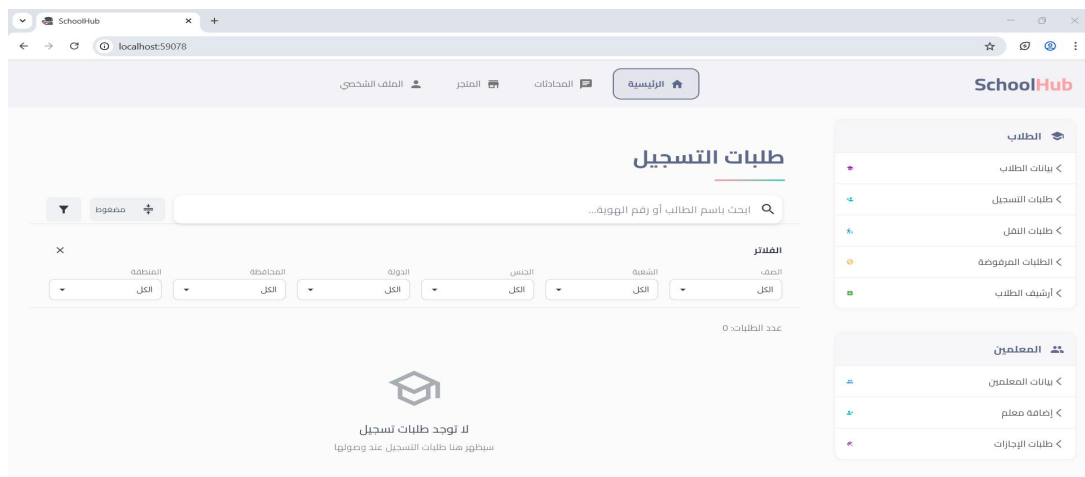 SchoolHub
localhost:59078
SchoolHub
الرئيسية
المحادثات
المتجر
الملف الشخصي
الطلاب
بيانات الطلاب
طلبات التسجيل
طلبات النقل
الطلبات المرفوضة
أرشيف الطلاب
المعلمين
بيانات المعلمين
إضافة معلم
طلبات الإجازات
طلبات التسجيل
ابحث باسم الطالب أو رقم الهوية...
مضغوط
الفلاتر
الصف الشعبة الجنس الدولة المحافظة المنطقة
الكل الكل الكل الكل الكل الكل
عدد الطلبات: 0
لا توجد طلبات تسجيل
سيظهر هنا طلبات التسجيل عند وصولها